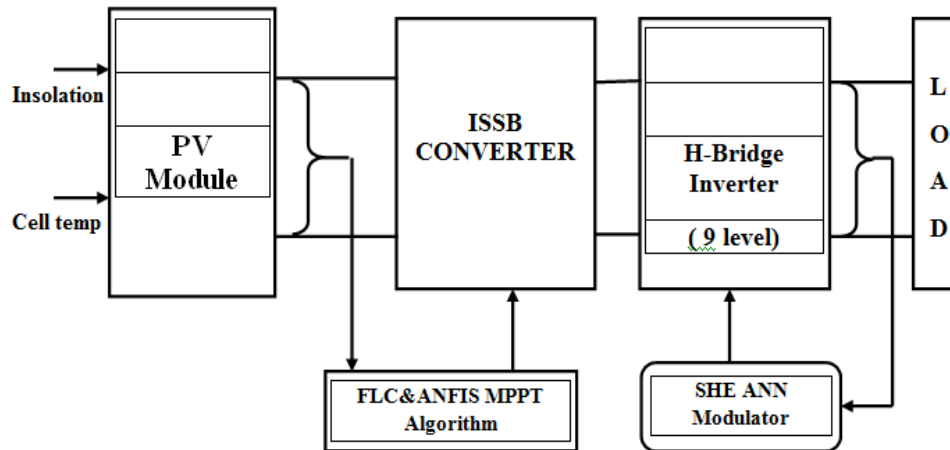 Insolation
Cell temp
PV
Module
ISSB
CONVERTER
H-Bridge
Inverter
( 9 level)
L
O
A
D
FLC&ANFIS MPPT
Algorithm
SHE ANN
Modulator